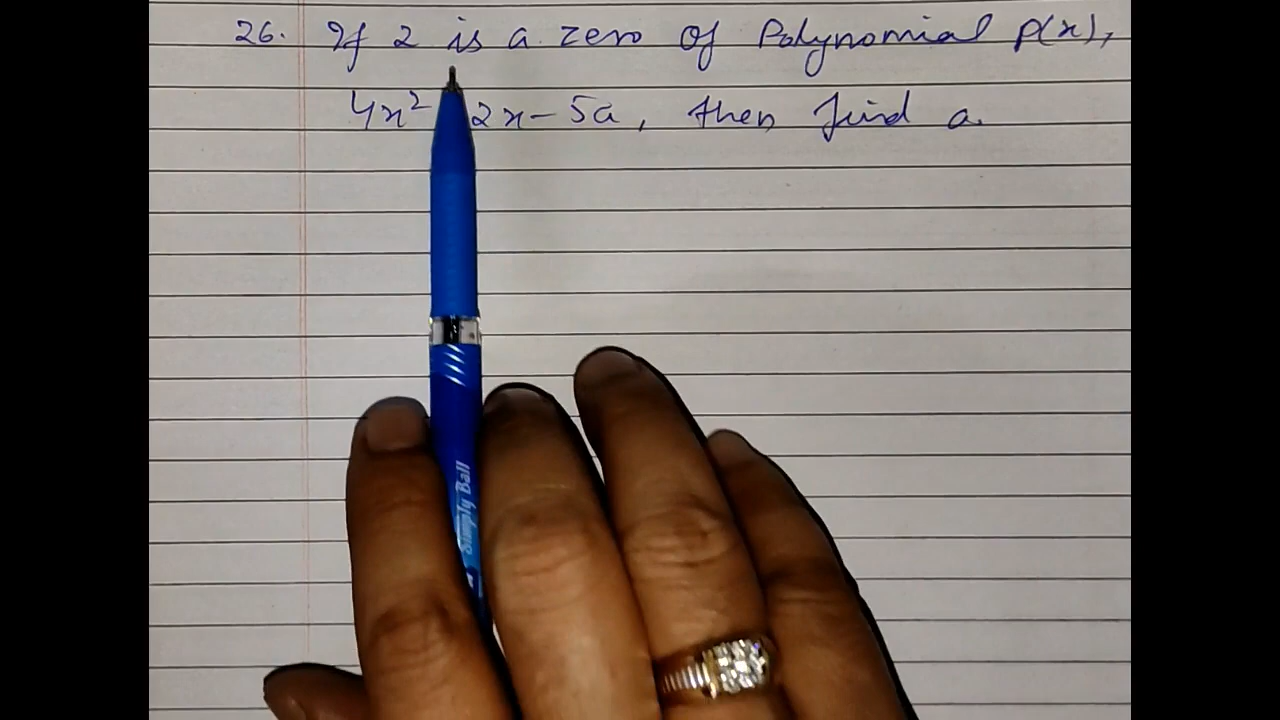 26. If 2 is a zero of Polynomial p(x),
4x² 2x - 5a, then find a.
Simply Ball